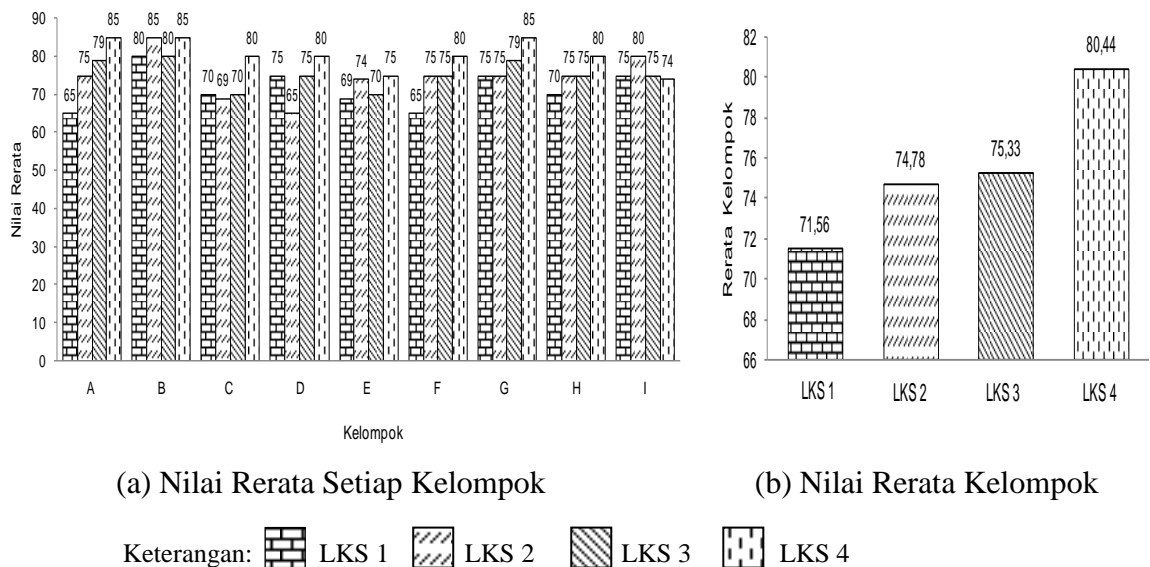 Nilai Rerata
90
80
70
60
50
40
30
20
10
0
65 75 79 85
80 85 80 85
70 69 70 80
75 65 75 80
69 74 70 75
65 75 75 80
75 75 79 85
70 75 75 80
75 80 75 74
A B C D E F G H I
Kelompok
Rerata Kelompok
82
80
78
76
74
72
70
68
66
71,56
74,78
75,33
80,44
LKS 1 LKS 2 LKS 3 LKS 4
(a) Nilai Rerata Setiap Kelompok
(b) Nilai Rerata Kelompok
Keterangan: LKS 1 LKS 2 LKS 3 LKS 4